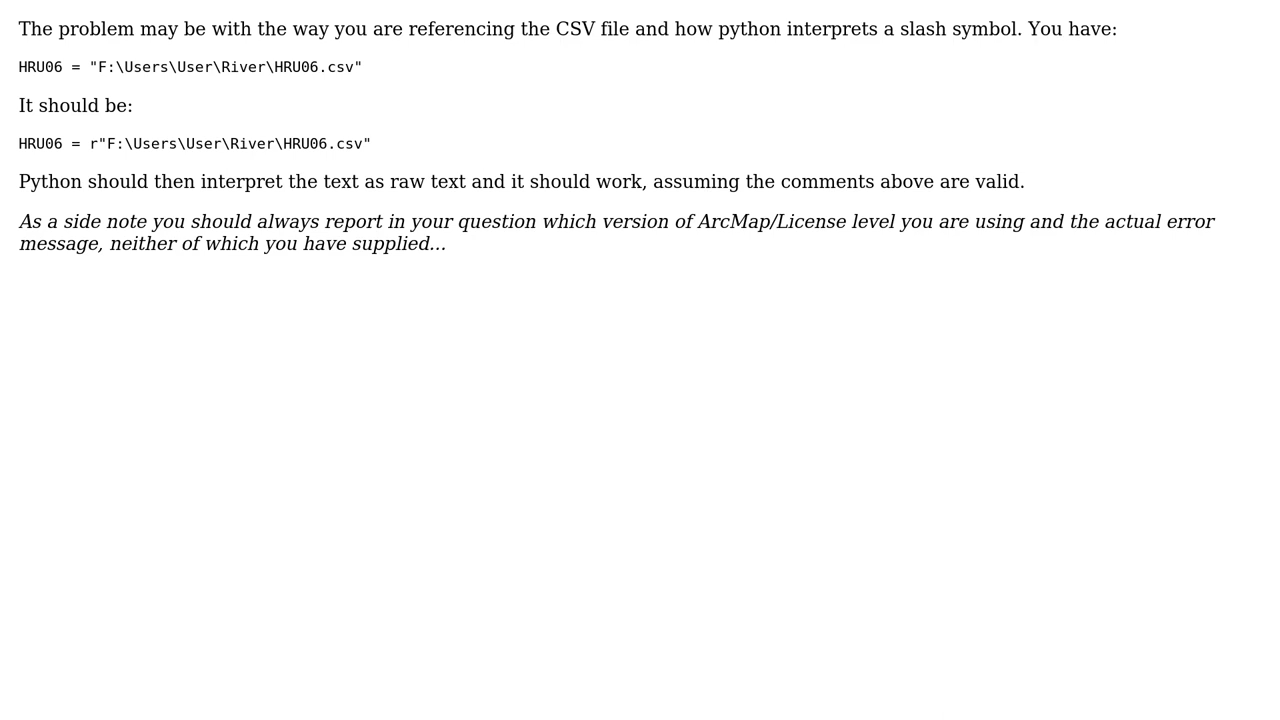 The problem may be with the way you are referencing the CSV file and how python interprets a slash symbol. You have:
HRU06 = "F:\Users\User\River\HRU06.csv"
It should be:
HRU06 = r"F:\Users\User\River\HRU06.csv"
Python should then interpret the text as raw text and it should work, assuming the comments above are valid.
As a side note you should always report in your question which version of ArcMap/License level you are using and the actual error
message, neither of which you have supplied...